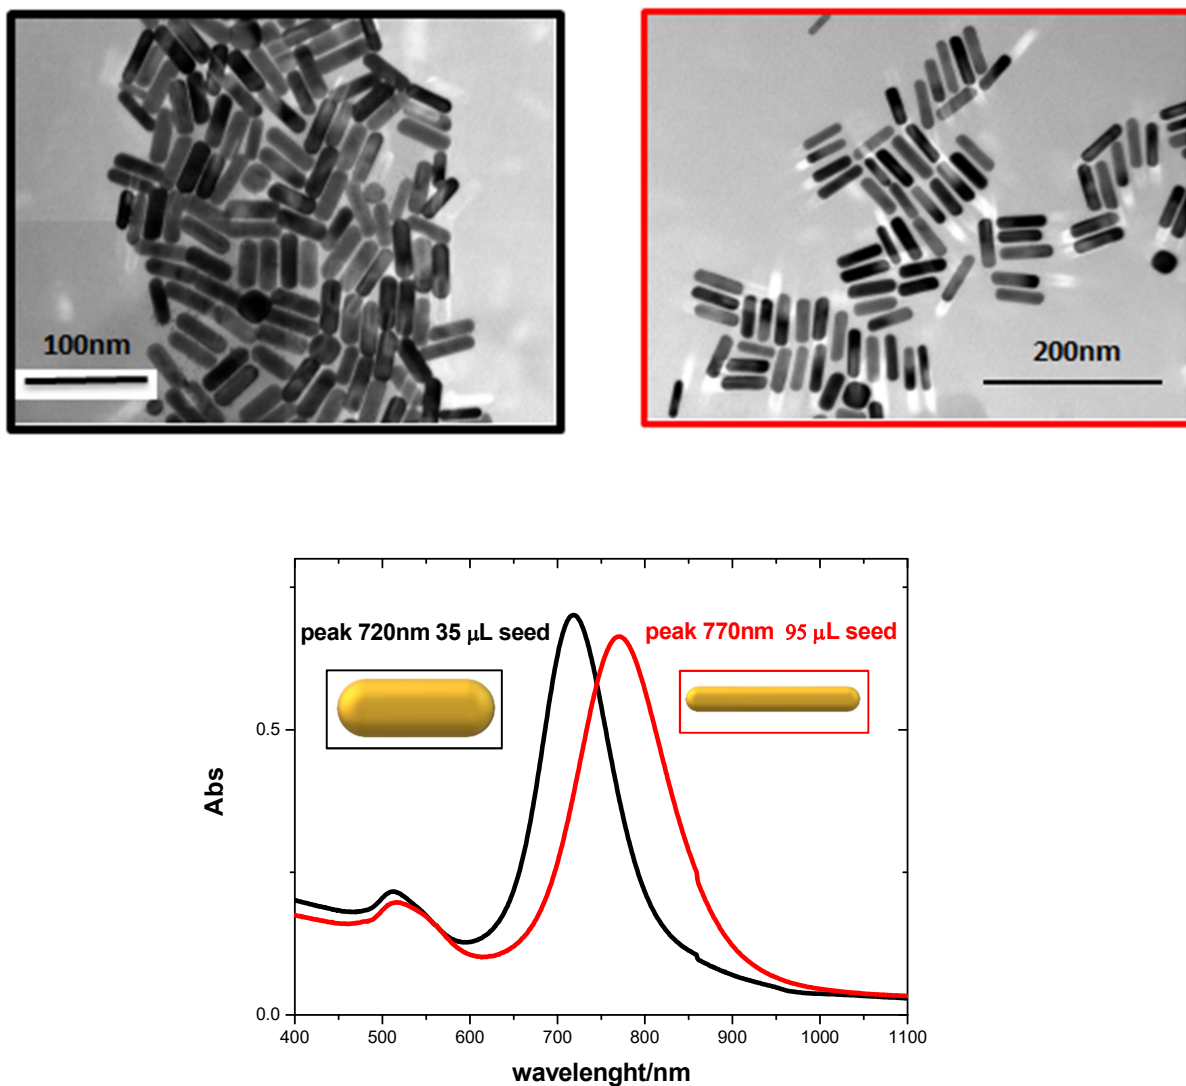 100nm
200nm
peak 720nm 35 μL seed
peak 770nm 95 μL seed
0.5
0.0
Abs
400 500 600 700 800 900 1000 1100
wavelenght/nm